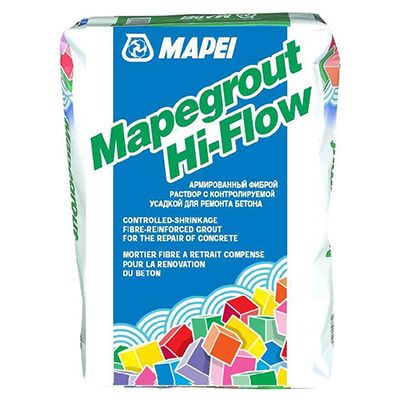 MAPEI
Mapegrout
Hi-Flow
АРМИРОВАННЫЙ ФИБРОЙ
РАСТВОР С КОНТРОЛИРУЕМОЙ
УСАДКОЙ ДЛЯ РЕМОНТА БЕТОНА
CONTROLLED-SHRINKAGE
FIBRE-REINFORCED GROUT
FOR THE REPAIR OF CONCRETE
MORTIER FIBRE A RETRAIT COMPENSE
POUR LA RENOVATION
DU BETON